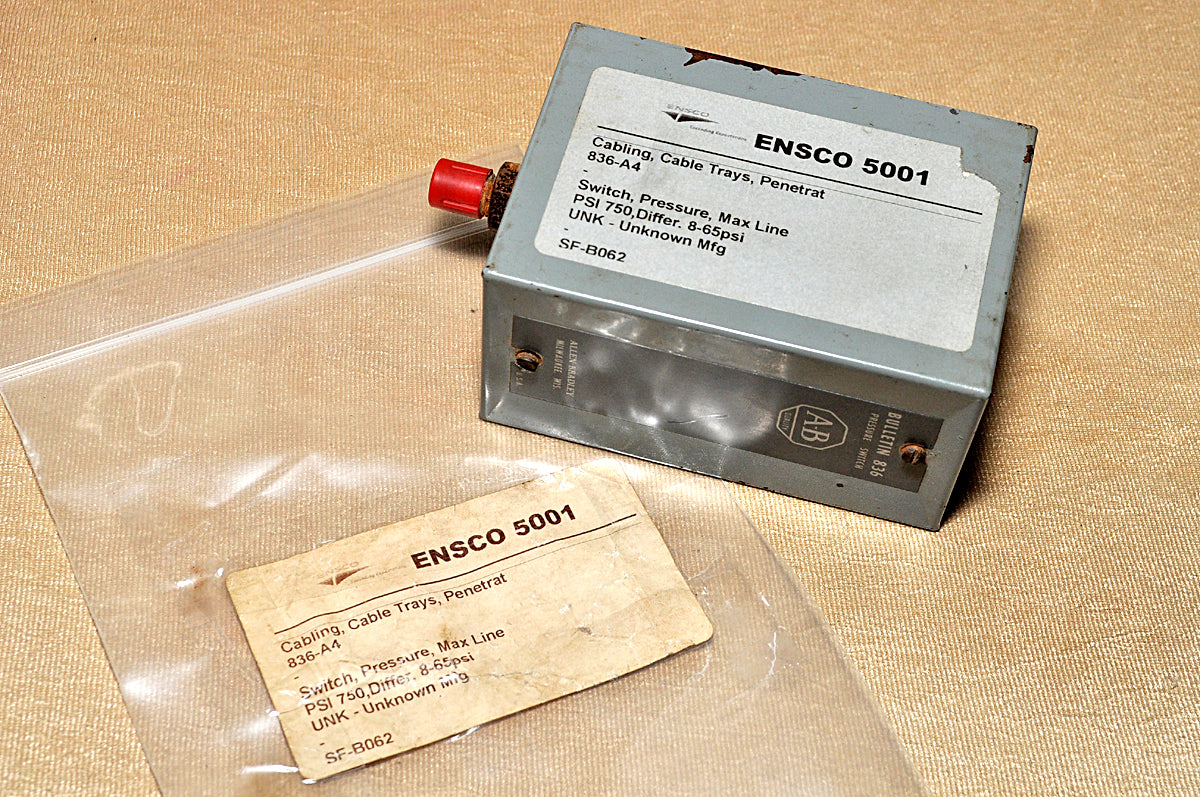 ENSCO
ENSCO 5001
Cabling, Cable Trays, Penetrat
836-A4
-
Switch, Pressure, Max Line
PSI 750,Differ. 8-65psi
UNK - Unknown Mfg
-
SF-B062
ALLEN-BRADLEY
MILWAUKEE, WIS.
U.S.A.
A-B
QUALITY
BULLETIN 836
PRESSURE SWITCH
ENSCO 5001
Cabling, Cable Trays, Penetrat
836-A4
-
Switch, Pressure, Max Line
PSI 750,Differ. 8-65psi
UNK - Unknown Mfg
-
SF-B062